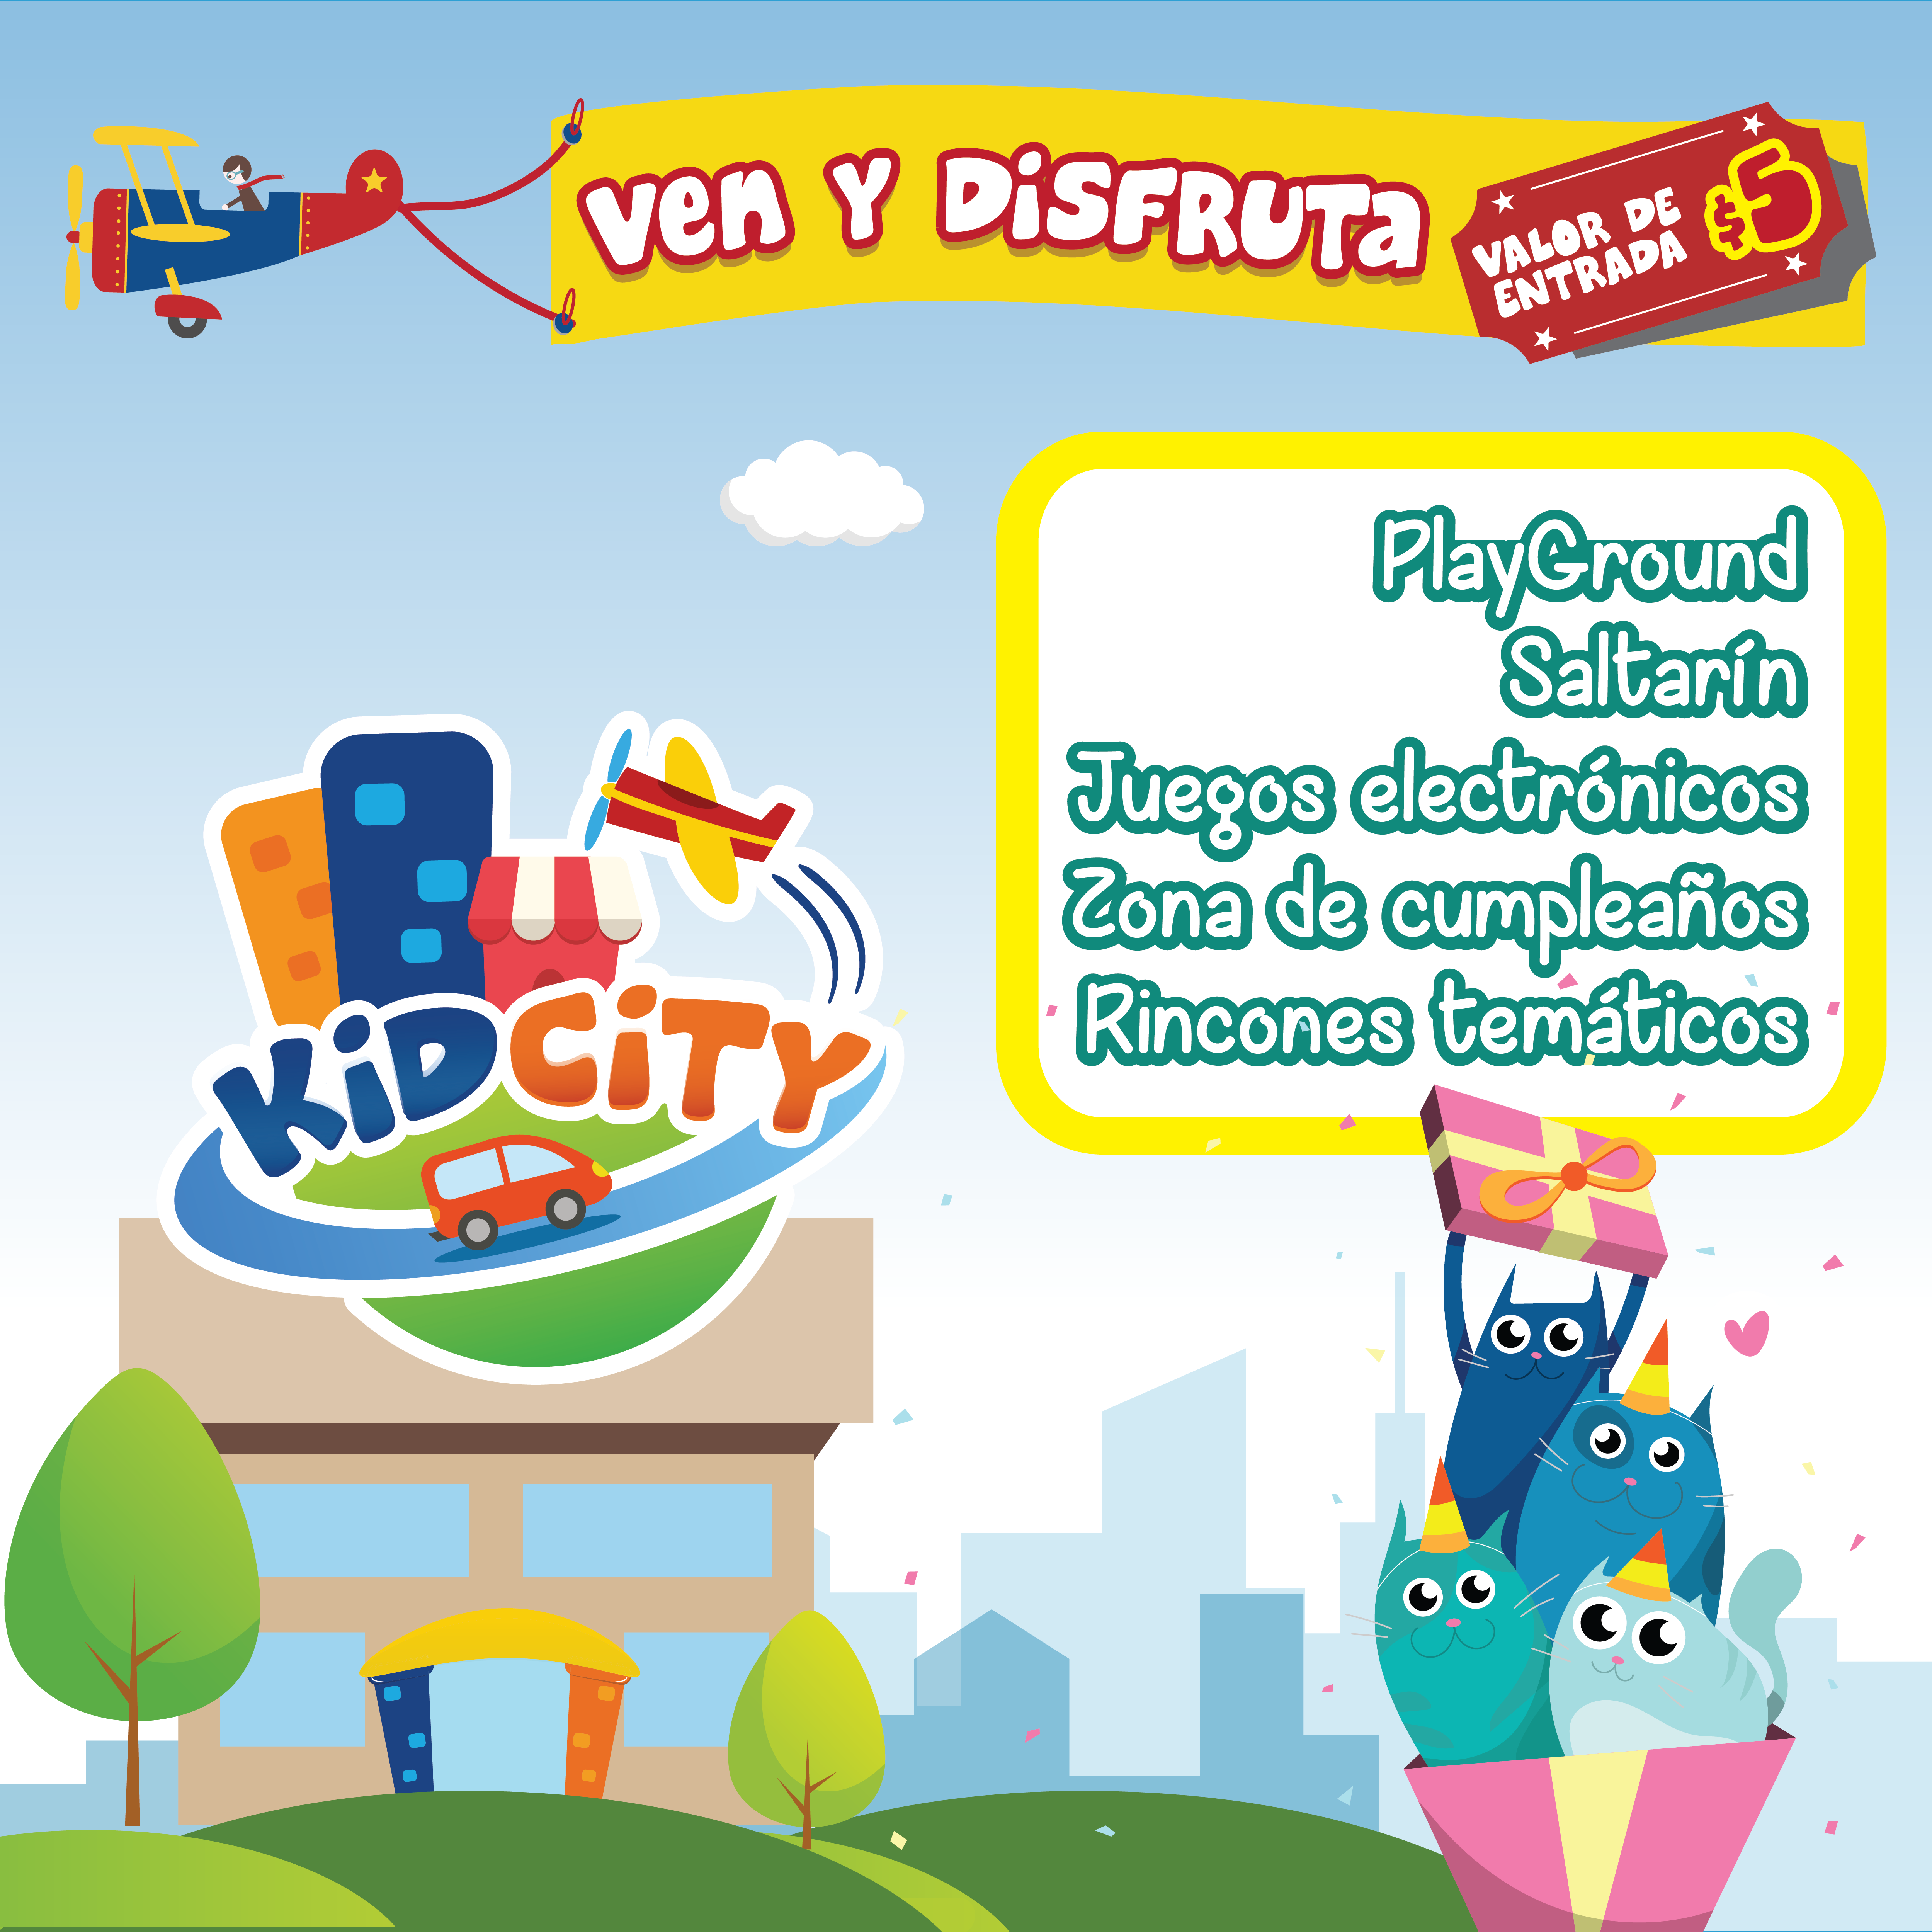 Ven Y Disfruta
VALOR DE
ENTRADA $5
PlayGround
Saltarín
Juegos electrónicos
Zona de cumpleaños
Rincones temáticos
KiD CiTY